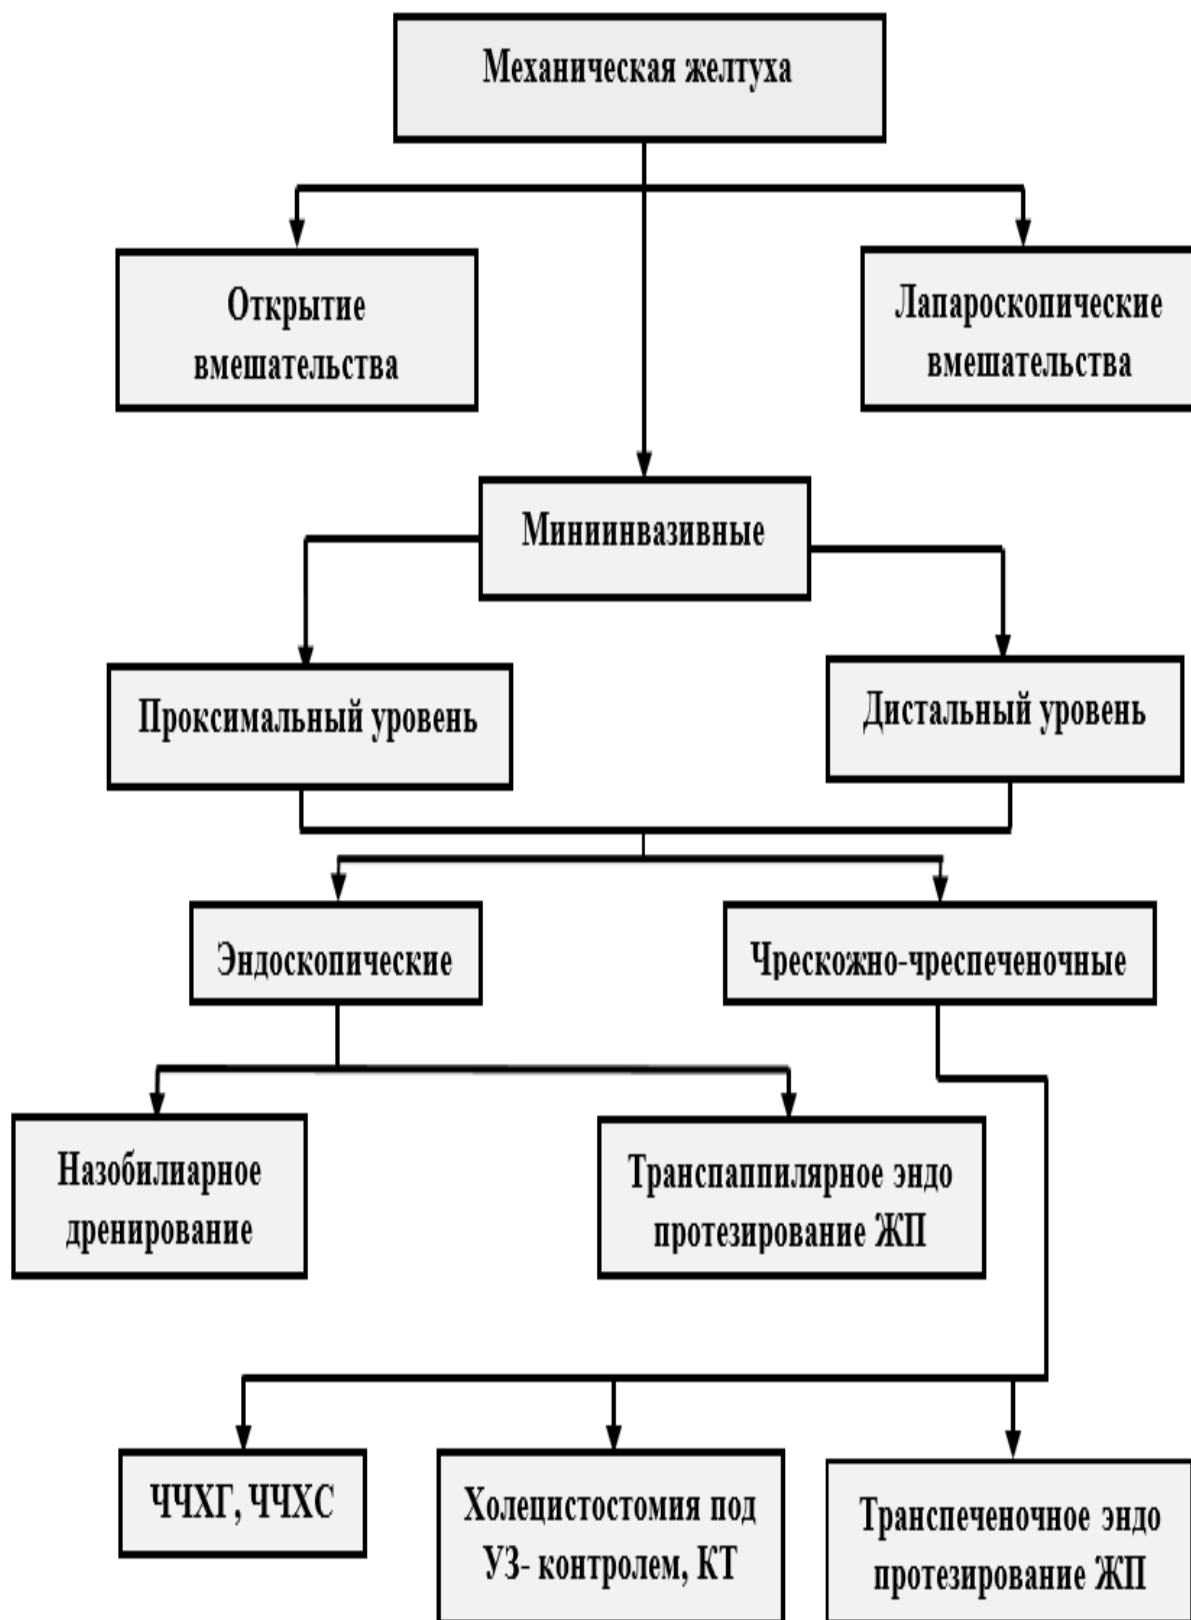 Механическая желтуха
Открытие
вмешательства
Лапароскопические
вмешательства
Мининвазивные
Проксимальный уровень
Дистальный уровень
Эндоскопические
Чрескожно-чреспеченочные
Назобилиарное
дренирование
Транспаппилярное эндо
протезирование ЖП
ЧЧХГ, ЧЧХС
Холецистостомия под
УЗ- контролем, КТ
Транспеченочное эндо
протезирование ЖП